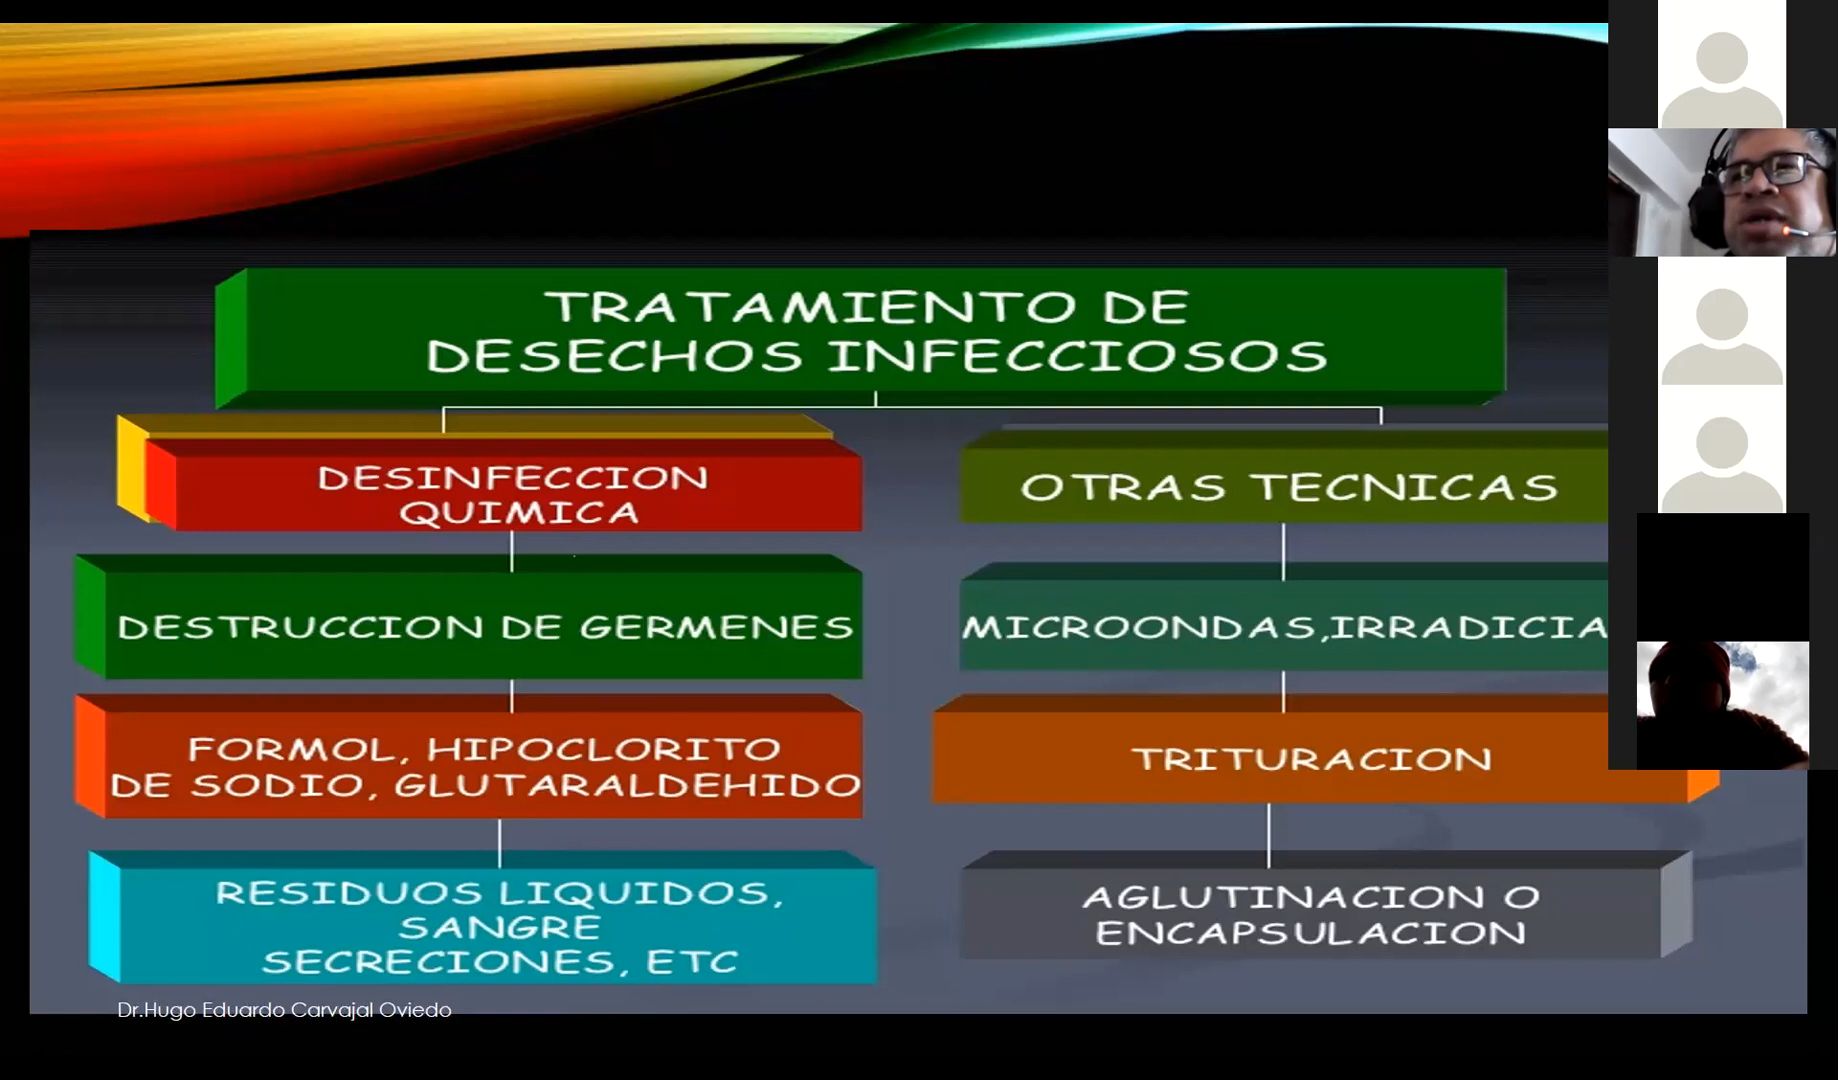 TRATAMIENTO DE
DESECHOS INFECCIOSOS
DESINFECCION
QUIMICA
DESTRUCCION DE GERMENES
FORMOL, HIPOCLORITO
DE SODIO, GLUTARALDEHIDO
RESIDUOS LIQUIDOS,
SANGRE
SECRECIONES, ETC
OTRAS TECNICAS
MICROONDAS,IRRADICIA
TRITURACION
AGLUTINACION O
ENCAPSULACION
Dr.Hugo Eduardo Carvajal Oviedo